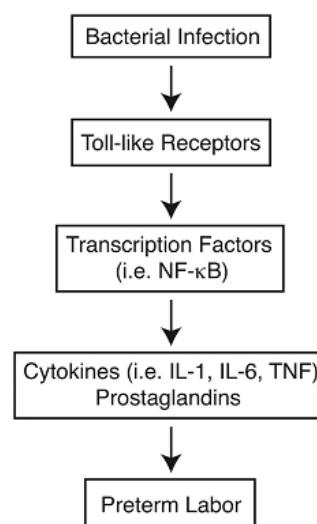 Bacterial Infection
Toll-like Receptors
Transcription Factors
(i.e. NF-κB)
Cytokines (i.e. IL-1, IL-6, TNF)
Prostaglandins
Preterm Labor